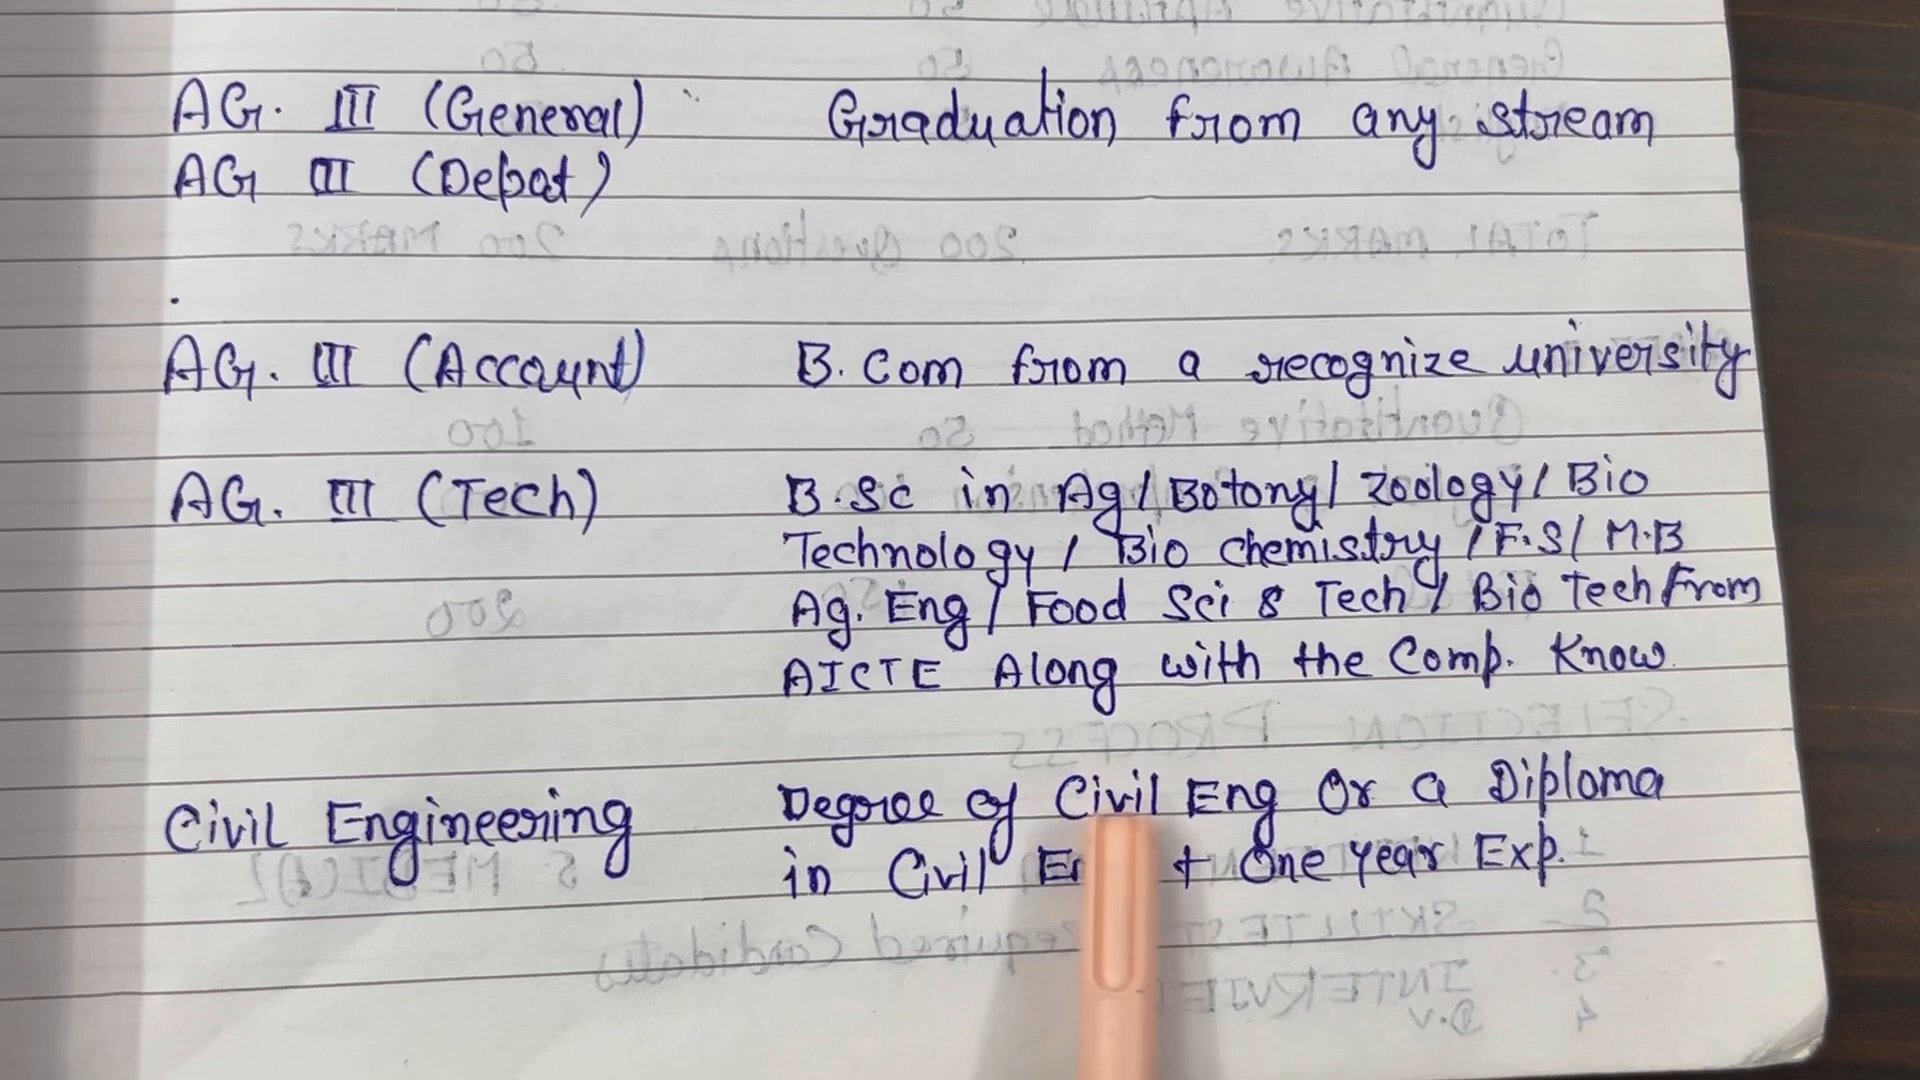 AG. III (General) Graduation from any stream
AG III (Depot)
AG. III (Account) B. Com from a recognize university
AG. III (Tech) B.Sc in Ag/Botony/Zoology/Bio
Technology/Bio chemistry/F.S/M.B
Ag. Eng/Food Sci & Tech/Bio Tech From
AICTE Along with the Comp. Know.
Civil Engineering Degree of Civil Eng Or a Diploma
in Civil + One Year Exp.